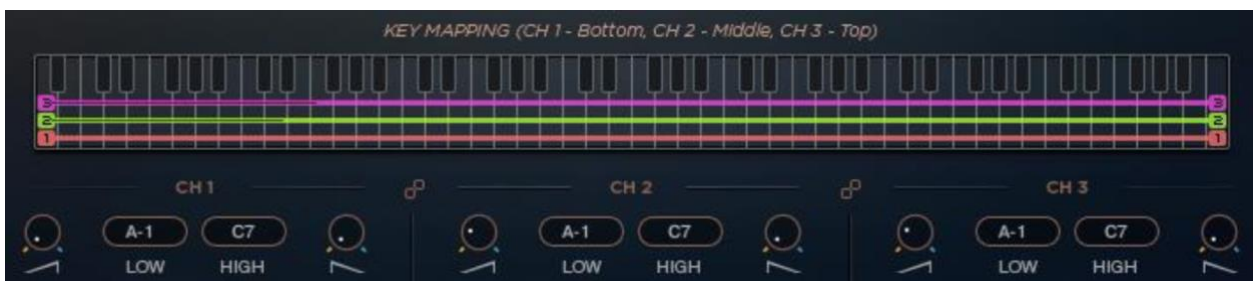 KEY MAPPING (CH 1 - Bottom, CH 2 - Middle, CH 3 - Top)
3 3
2 2
1 1
CH 1 CH 2 CH 3
A-1 C7 A-1 C7 A-1 C7
LOW HIGH LOW HIGH LOW HIGH